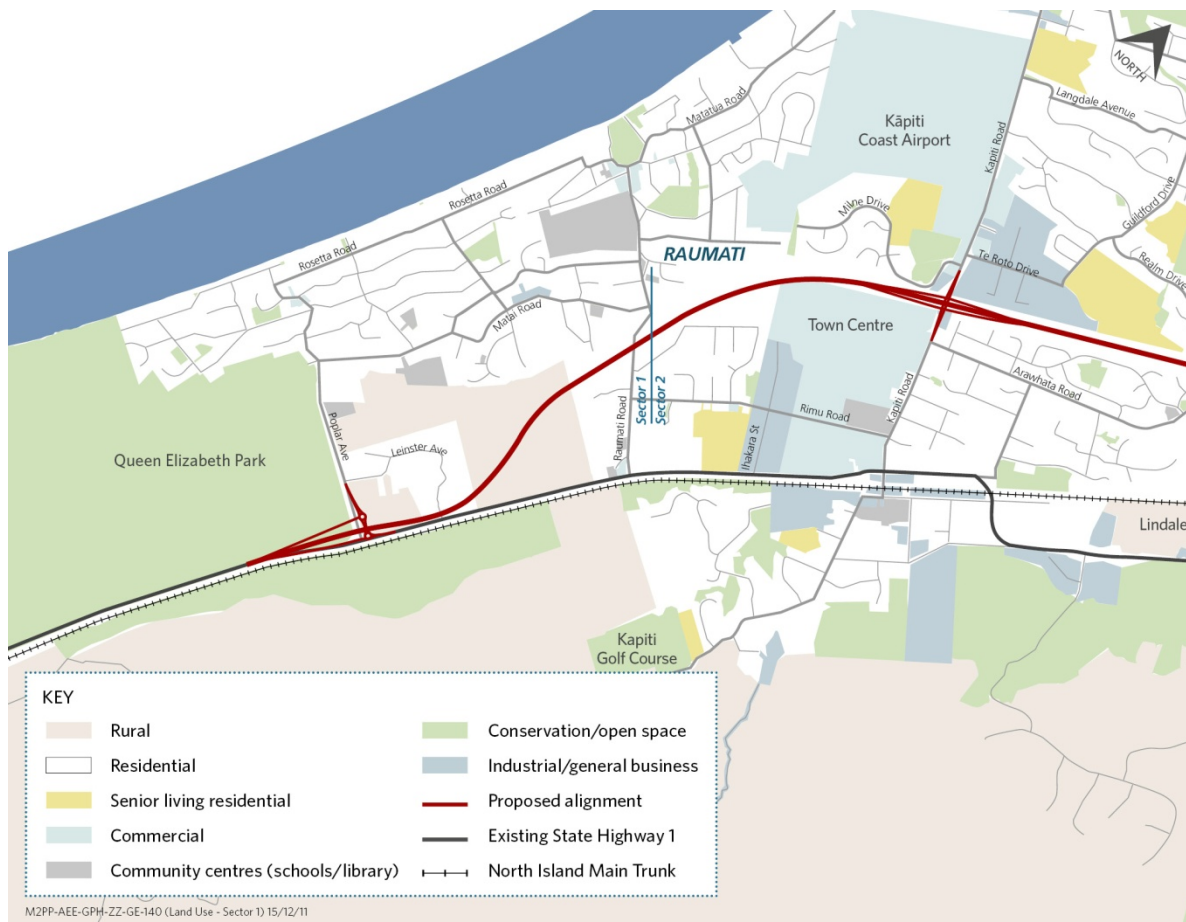 NORTH
Matatua Road
Langdale Avenue
Kāpiti
Coast Airport
Kapiti Road
Rosetta Road
Milne Drive
Guildford Drive
Rosetta Road
RAUMATI
Te Roto Drive
Realm Drive
Matai Road
Town Centre
Sector 1
Sector 2
Arawhata Road
Kapiti Road
Rimu Road
Poplar Ave
Raumati Road
Ihakara St
Leinster Ave
Queen Elizabeth Park
Lindale
Kapiti
Golf Course
KEY
Rural
Residential
Senior living residential
Commercial
Community centres (schools/library)
Conservation/open space
Industrial/general business
Proposed alignment
Existing State Highway 1
North Island Main Trunk
M2PP-AEE-GPH-ZZ-GE-140 (Land Use - Sector 1) 15/12/11